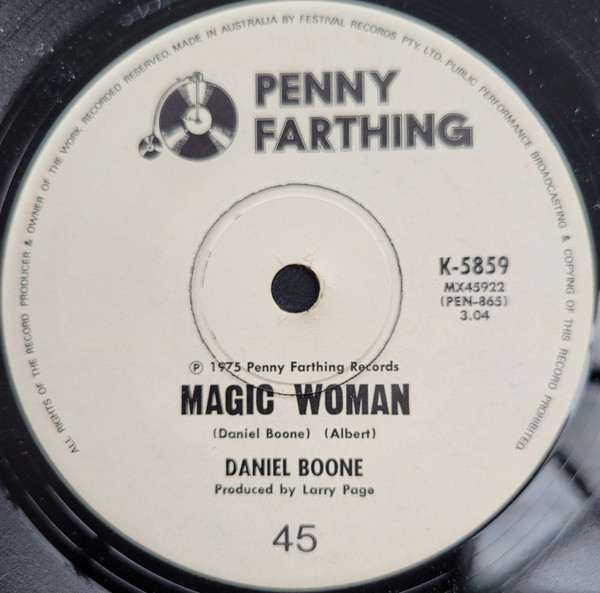 ALL RIGHTS OF THE RECORD PRODUCER & OWNER OF THE WORK RECORDED RESERVED. MADE IN AUSTRALIA BY FESTIVAL RECORDS PTY. LTD. PUBLIC PERFORMANCE BROADCASTING & COPYING OF THIS RECORD PROHIBITED.
PENNY
FARTHING
K-5859
MX45922
(PEN-865)
3.04
℗ 1975 Penny Farthing Records
MAGIC WOMAN
(Daniel Boone) (Albert)
DANIEL BOONE
Produced by Larry Page
45